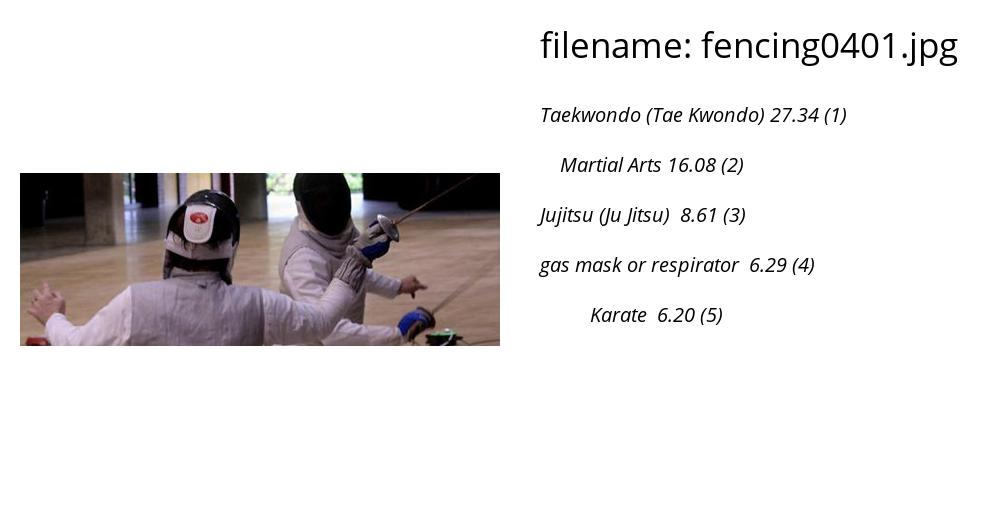 filename: fencing0401.jpg
Taekwondo (Tae Kwondo) 27.34 (1)
Martial Arts 16.08 (2)
Jujitsu (Ju Jitsu) 8.61 (3)
gas mask or respirator 6.29 (4)
Karate 6.20 (5)